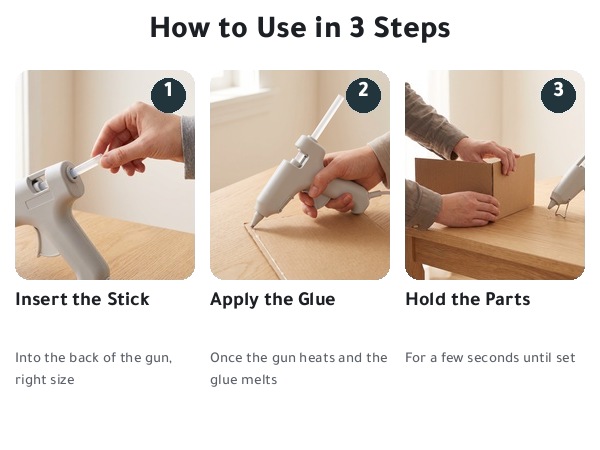 How to Use in 3 Steps
1
2
3
Insert the Stick
Apply the Glue
Hold the Parts
Into the back of the gun,
right size
Once the gun heats and the
glue melts
For a few seconds until set